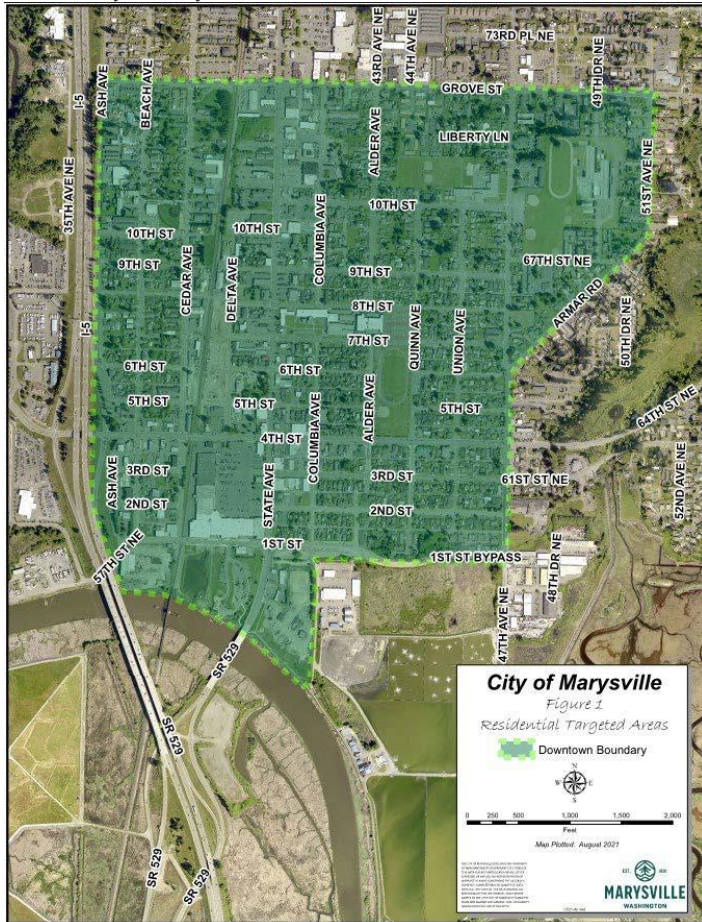 73RD PL NE
43RD AVE NE
44TH AVE NE
49TH DR NE
GROVE ST
ASH AVE
BEACH AVE
I-5
ALDER AVE
LIBERTY LN
35TH AVE NE
51ST AVE NE
10TH ST
10TH ST
10TH ST
COLUMBIA AVE
9TH ST
9TH ST
67TH ST NE
CEDAR AVE
DELTA AVE
8TH ST
ARMAR RD
I-5
7TH ST
QUINN AVE
UNION AVE
50TH DR NE
6TH ST
6TH ST
5TH ST
5TH ST
5TH ST
COLUMBIA AVE
ALDER AVE
64TH ST NE
4TH ST
3RD ST
3RD ST
61ST ST NE
ASH AVE
2ND ST
STATE AVE
2ND ST
52ND AVE NE
1ST ST
1ST ST BYPASS
57TH ST NE
48TH DR NE
47TH AVE NE
SR 529
SR 529
SR 529
SR 529
City of Marysville
Figure 1
Residential Targeted Areas
Downtown Boundary
N
W E
S
0 250 500 1,000 1,500 2,000
Feet
Map Plotted: August 2021
EST. 1891
MARYSVILLE
WASHINGTON